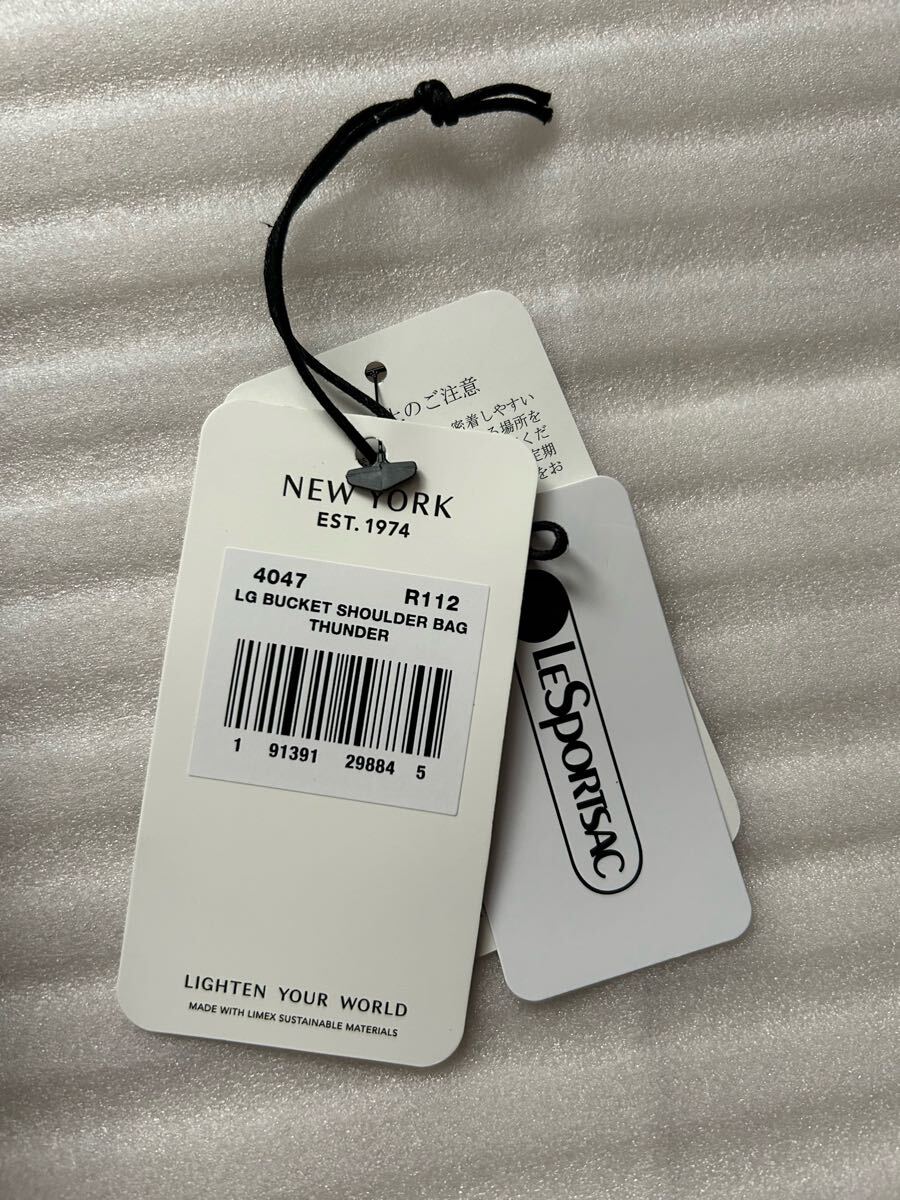 上のご注意
密着しやすい
る場所を
くだ
定期
をお
NEW YORK
EST. 1974
4047 R112
LG BUCKET SHOULDER BAG
THUNDER
1 91391 29884 5
LIGHTEN YOUR WORLD
MADE WITH LIMEX SUSTAINABLE MATERIALS
LESPORTSAC